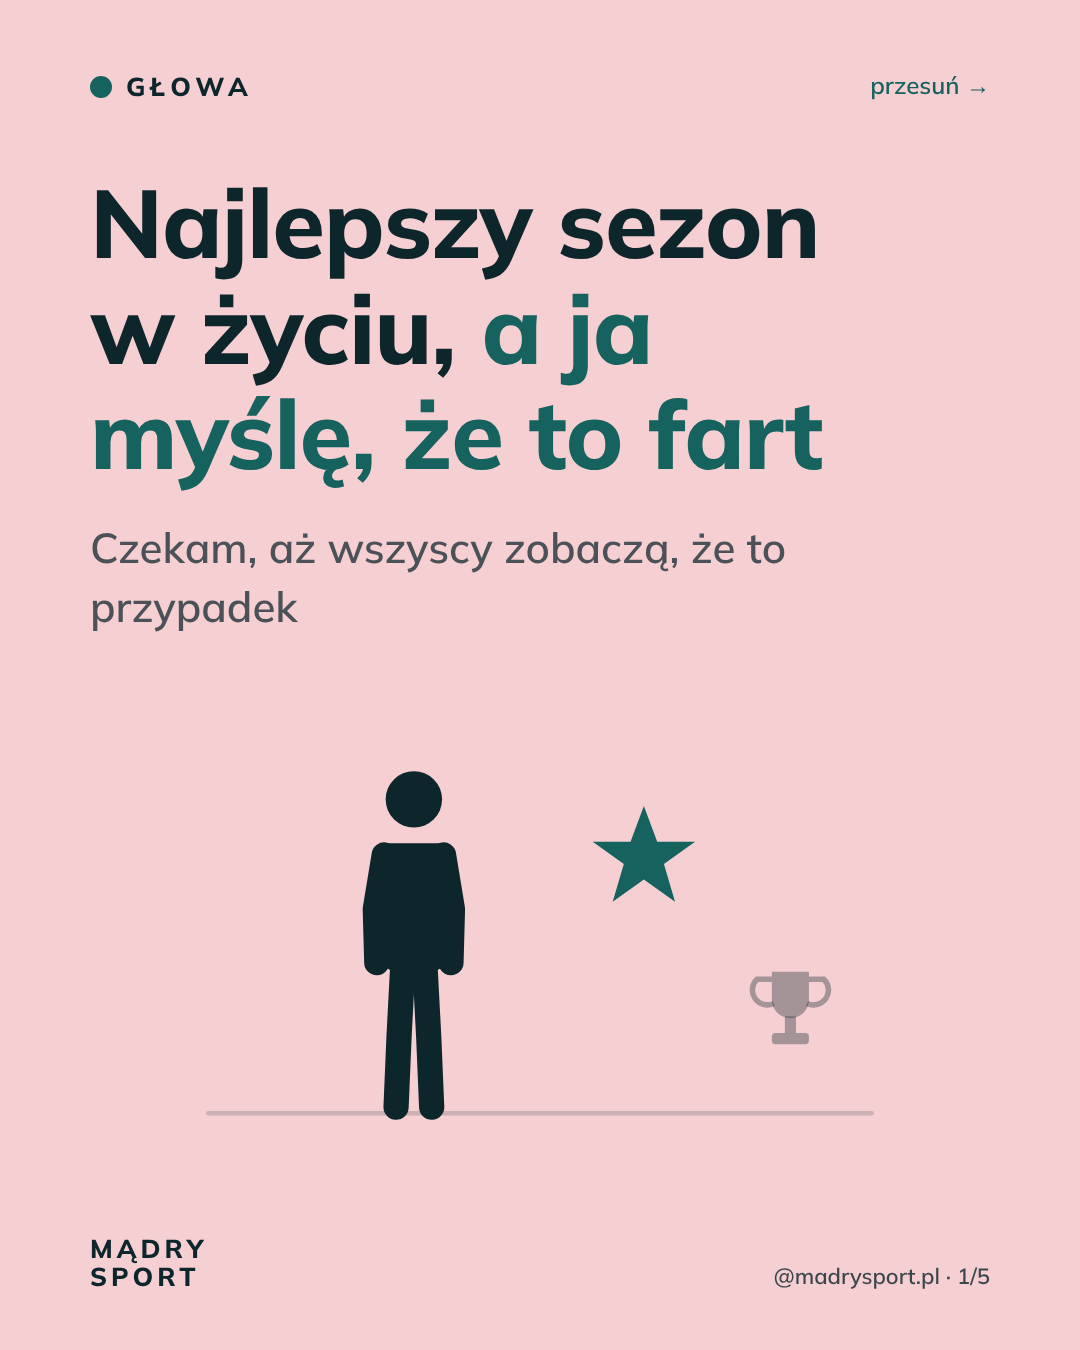 GŁOWA
przesuń →
Najlepszy sezon
w życiu, a ja
myślę, że to fart
Czekam, aż wszyscy zobaczą, że to
przypadek
MĄDRY
SPORT
@madrysport.pl · 1/5